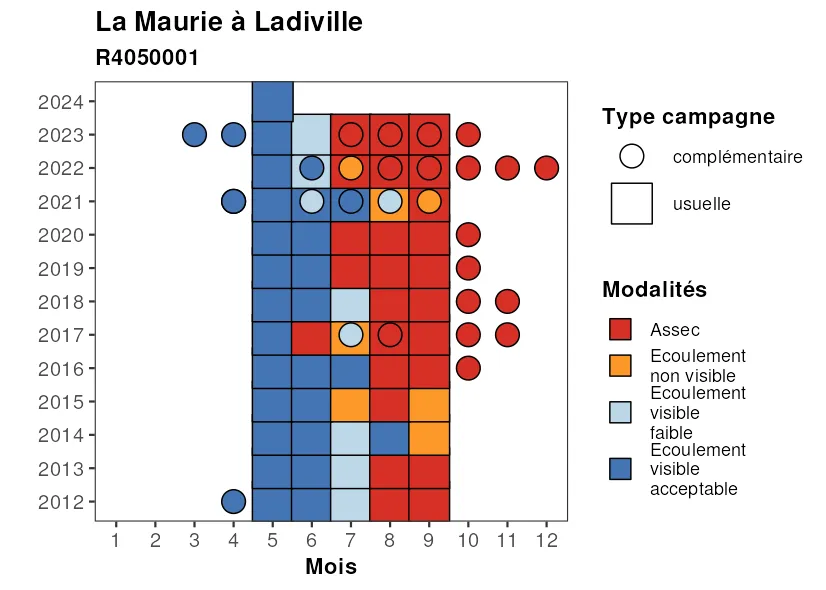 La Maurie à Ladiville
R4050001
2024
2023
2022
2021
2020
2019
2018
2017
2016
2015
2014
2013
2012
1 2 3 4 5 6 7 8 9 10 11 12
Mois
Type campagne
complémentaire
usuelle
Modalités
Assec
Ecoulement
non visible
Ecoulement
visible
faible
Ecoulement
visible
acceptable